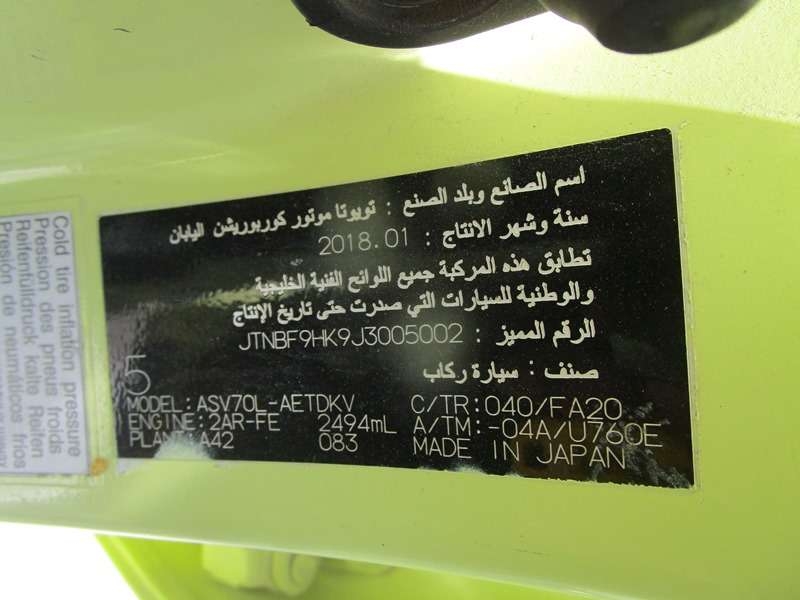 اسم الصانع وبلد الصنع : تويوتا موتور كوربوريشن اليابان
سنة وشهر الانتاج : 2018.01
تطابق هذه المركبة جميع اللوائح الفنية الخليجية
والوطنية للسيارات التي صدرت حتى تاريخ الإنتاج
الرقم المميز : JTNBF9HK9J3005002
صنف : سيارة ركاب
5
MODEL:ASV70L-AETDKV C/TR:040/FA20
ENGINE:2AR-FE 2494mL A/TM:-04A/U760E
PLANT:A42 083 MADE IN JAPAN
Cold tire inflation pressure
Pression des pneus froids
Reifenfülldruck kalte Reifen
Presión de neumáticos fríos